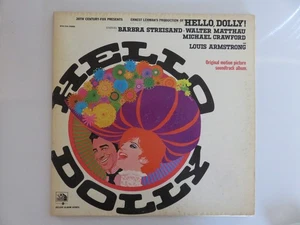 20TH CENTURY-FOX PRESENTS
ERNEST LEHMAN'S PRODUCTION OF
"HELLO, DOLLY!"
BARBRA STREISAND · WALTER MATTHAU
MICHAEL CRAWFORD
LOUIS ARMSTRONG
Original motion picture
soundtrack album.
HELLO
DOLLY